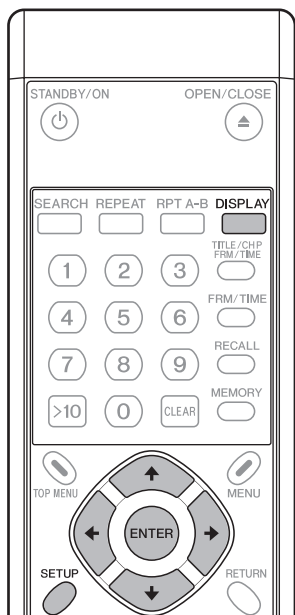 STANDBY/ON OPEN/CLOSE
SEARCH REPEAT RPT A-B DISPLAY
TITLE/CHP
FRM/TIME
1 2 3
FRM/TIME
4 5 6
RECALL
7 8 9
MEMORY
>10 0 CLEAR
TOP MENU MENU
ENTER
SETUP RETURN